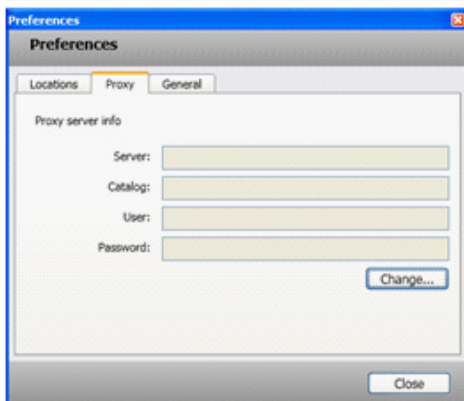 Preferences
Preferences
Locations Proxy General
Proxy server info
Server:
Catalog:
User:
Password:
Change...
Close